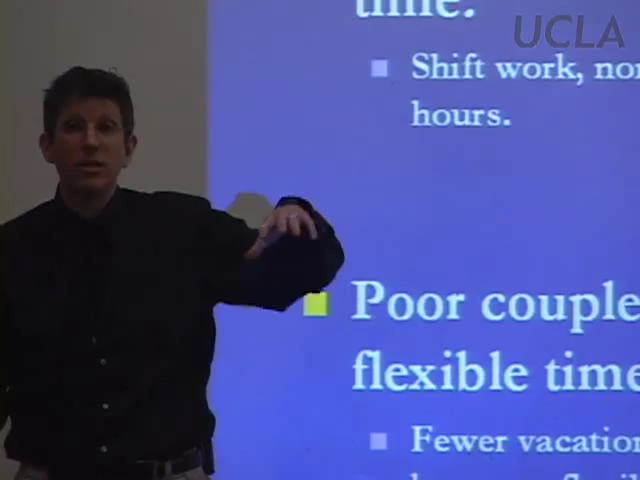 time.
UCLA
Shift work, non
hours.
Poor couple
flexible time
Fewer vacation